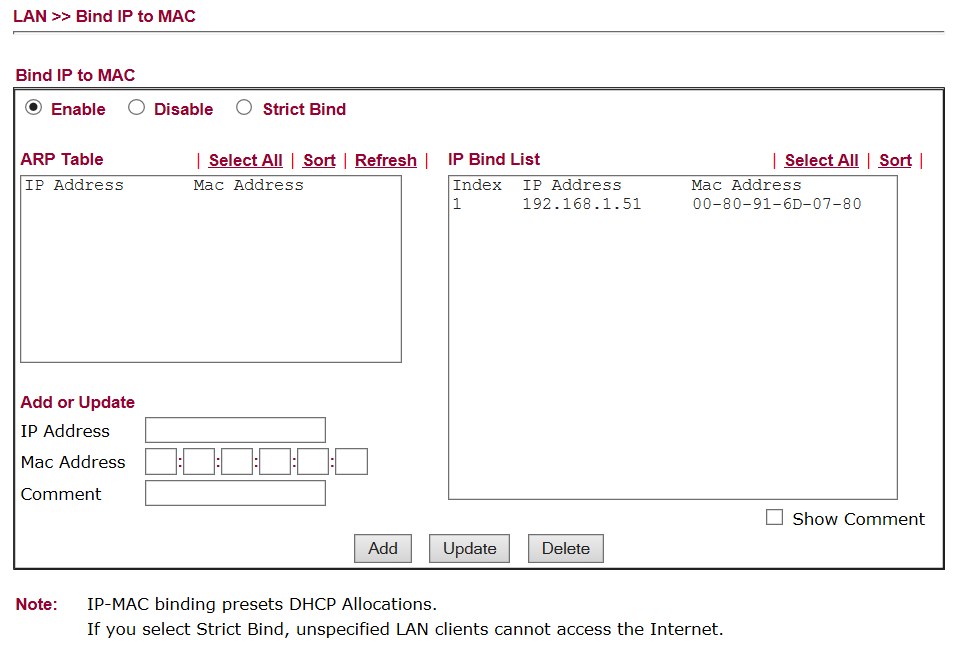 LAN >> Bind IP to MAC
Bind IP to MAC
Enable Disable Strict Bind
ARP Table | Select All | Sort | Refresh |
IP Address Mac Address
IP Bind List | Select All | Sort |
Index IP Address Mac Address
1 192.168.1.51 00-80-91-6D-07-80
Add or Update
IP Address
Mac Address : : : : :
Comment
Show Comment
Add Update Delete
Note: IP-MAC binding presets DHCP Allocations.
If you select Strict Bind, unspecified LAN clients cannot access the Internet.